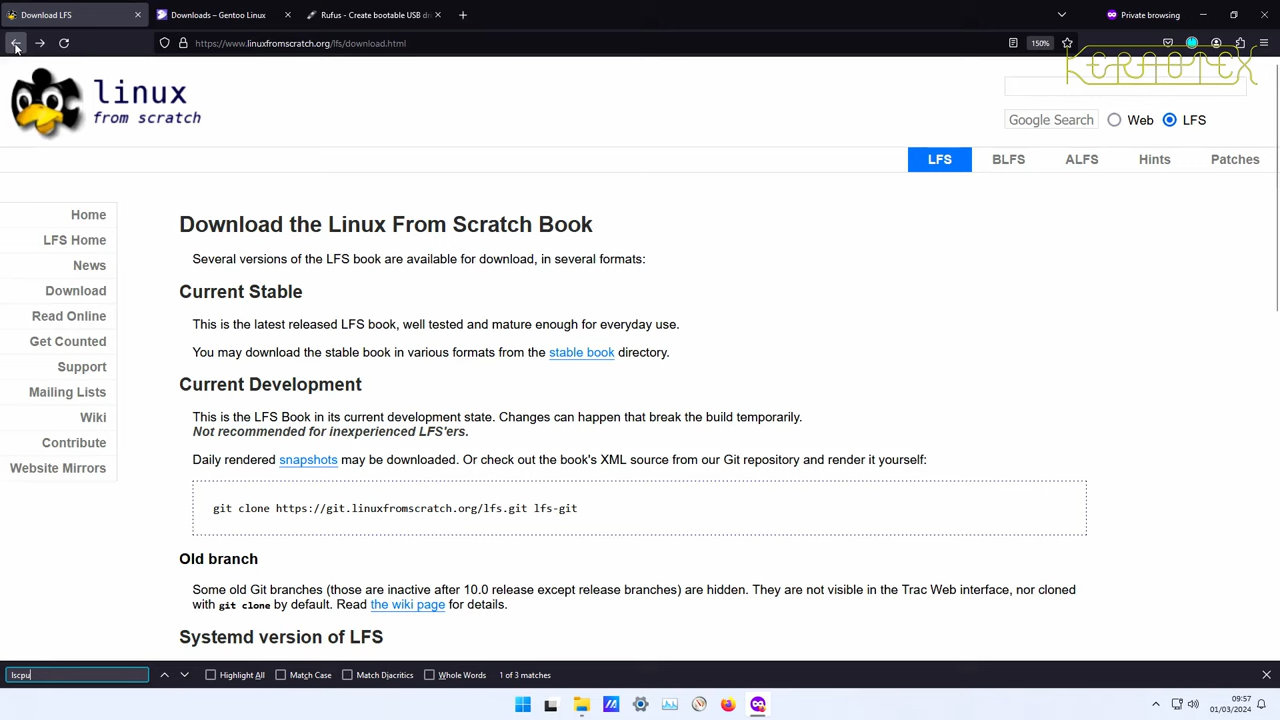 Download LFS
Downloads – Gentoo Linux
Rufus - Create bootable USB dri
Private browsing
https://www.linuxfromscratch.org/lfs/download.html
150%
KERNOTEX
linux
from scratch
Google Search Web LFS
LFS BLFS ALFS Hints Patches
Home
LFS Home
News
Download
Read Online
Get Counted
Support
Mailing Lists
Wiki
Contribute
Website Mirrors
Download the Linux From Scratch Book
Several versions of the LFS book are available for download, in several formats:
Current Stable
This is the latest released LFS book, well tested and mature enough for everyday use.
You may download the stable book in various formats from the stable book directory.
Current Development
This is the LFS Book in its current development state. Changes can happen that break the build temporarily.
Not recommended for inexperienced LFS'ers.
Daily rendered snapshots may be downloaded. Or check out the book's XML source from our Git repository and render it yourself:
git clone https://git.linuxfromscratch.org/lfs.git lfs-git
Old branch
Some old Git branches (those are inactive after 10.0 release except release branches) are hidden. They are not visible in the Trac Web interface, nor cloned
with git clone by default. Read the wiki page for details.
Systemd version of LFS
lscpu
Highlight All Match Case Match Diacritics Whole Words 1 of 3 matches
09:57
01/03/2024